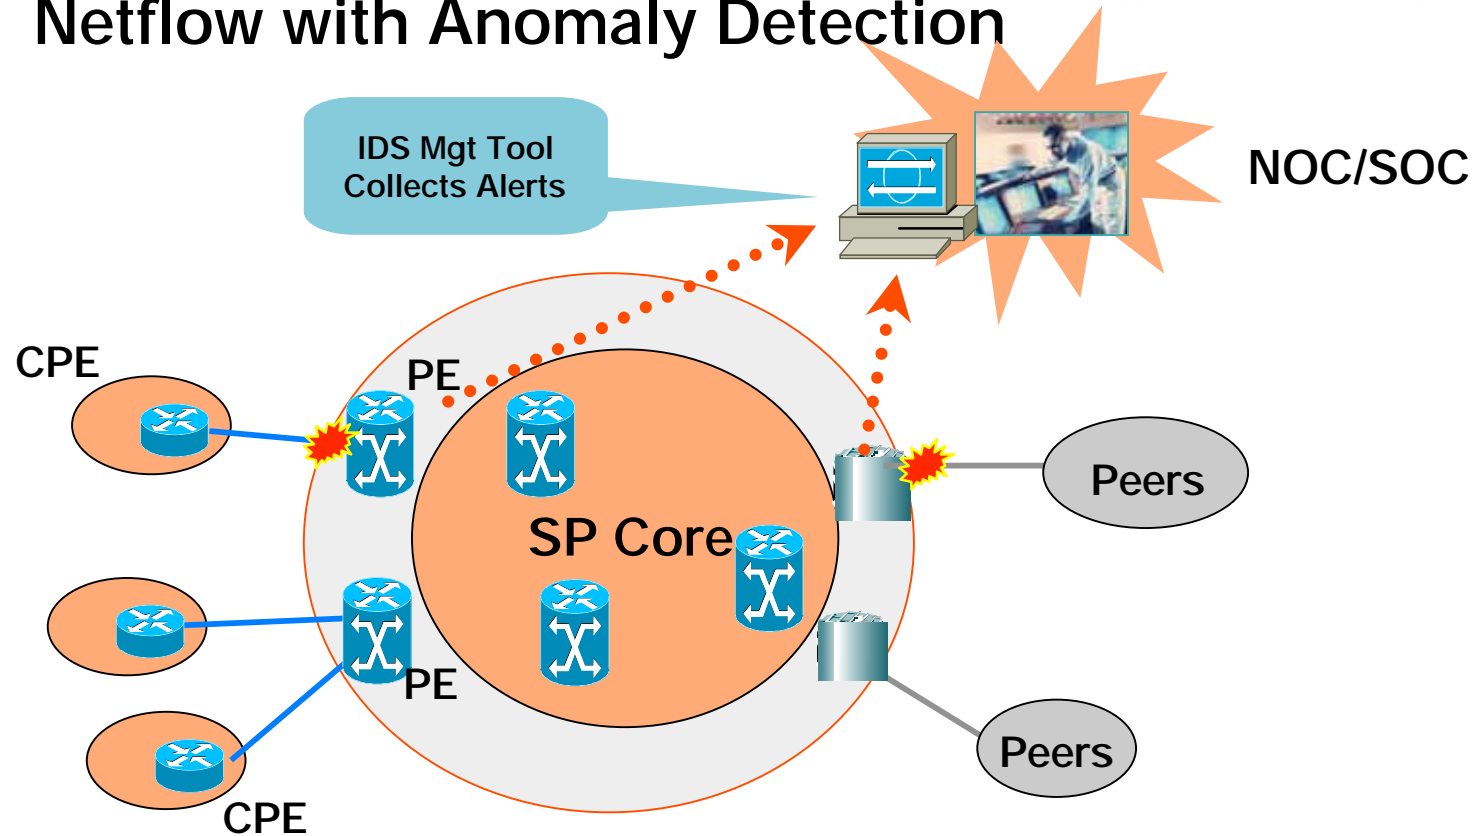 Netflow with Anomaly Detection
IDS Mgt Tool
Collects Alerts
NOC/SOC
CPE
PE
Peers
SP Core
PE
Peers
CPE